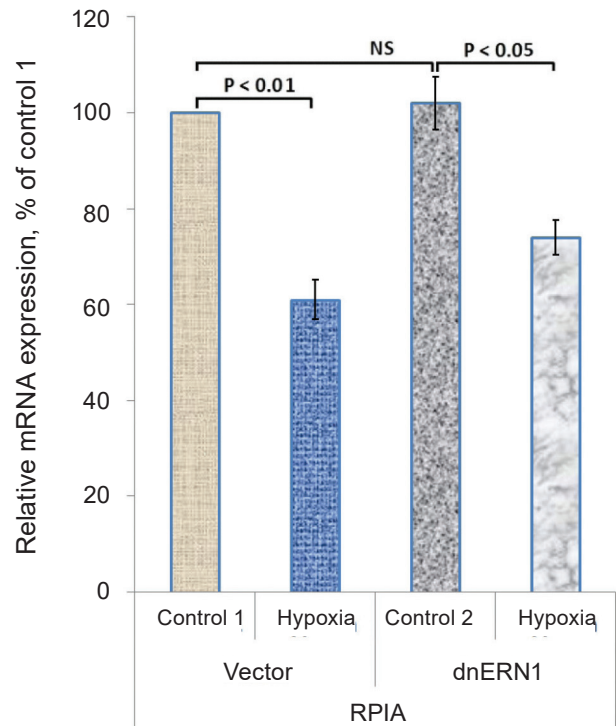 Relative mRNA expression, % of control 1
120
100
80
60
40
20
0
NS
P < 0.01
P < 0.05
Control 1
Hypoxia
Control 2
Hypoxia
Vector
dnERN1
RPIA